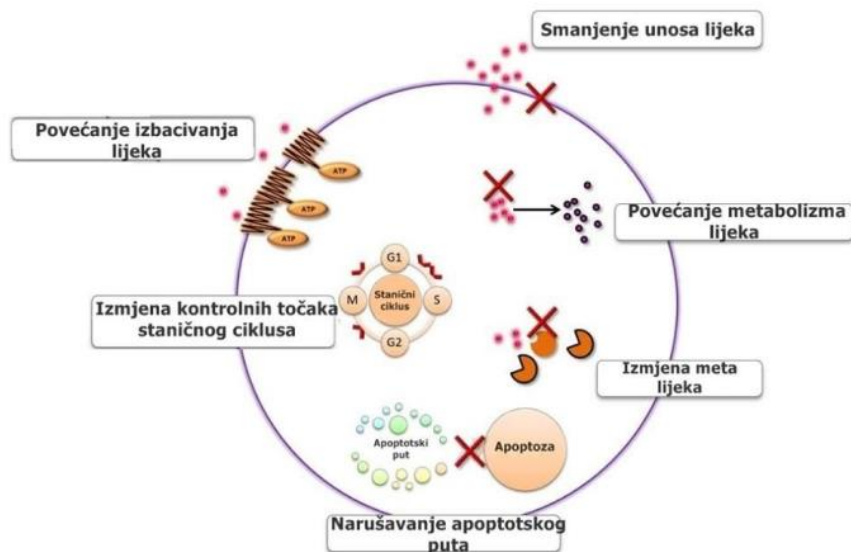 Smanjenje unosa lijeka
Povećanje izbacivanja
lijeka
ATP
ATP
ATP
Povećanje metabolizma
lijeka
G1
M
Stanični
ciklus
S
G2
Izmjena kontrolnih točaka
staničnog ciklusa
Izmjena meta
lijeka
Apoptotski
put
Apoptoza
Narušavanje apoptotskog
puta